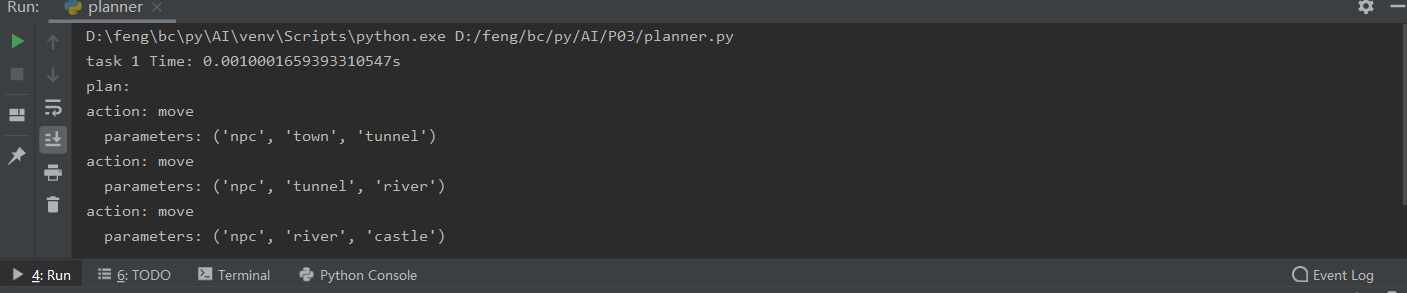 Run: planner
D:\feng\bc\py\AI\venv\Scripts\python.exe D:/feng/bc/py/AI/P03/planner.py
task 1 Time: 0.0010001659393310547s
plan:
action: move
  parameters: ('npc', 'town', 'tunnel')
action: move
  parameters: ('npc', 'tunnel', 'river')
action: move
  parameters: ('npc', 'river', 'castle')
4: Run 6: TODO Terminal Python Console Event Log